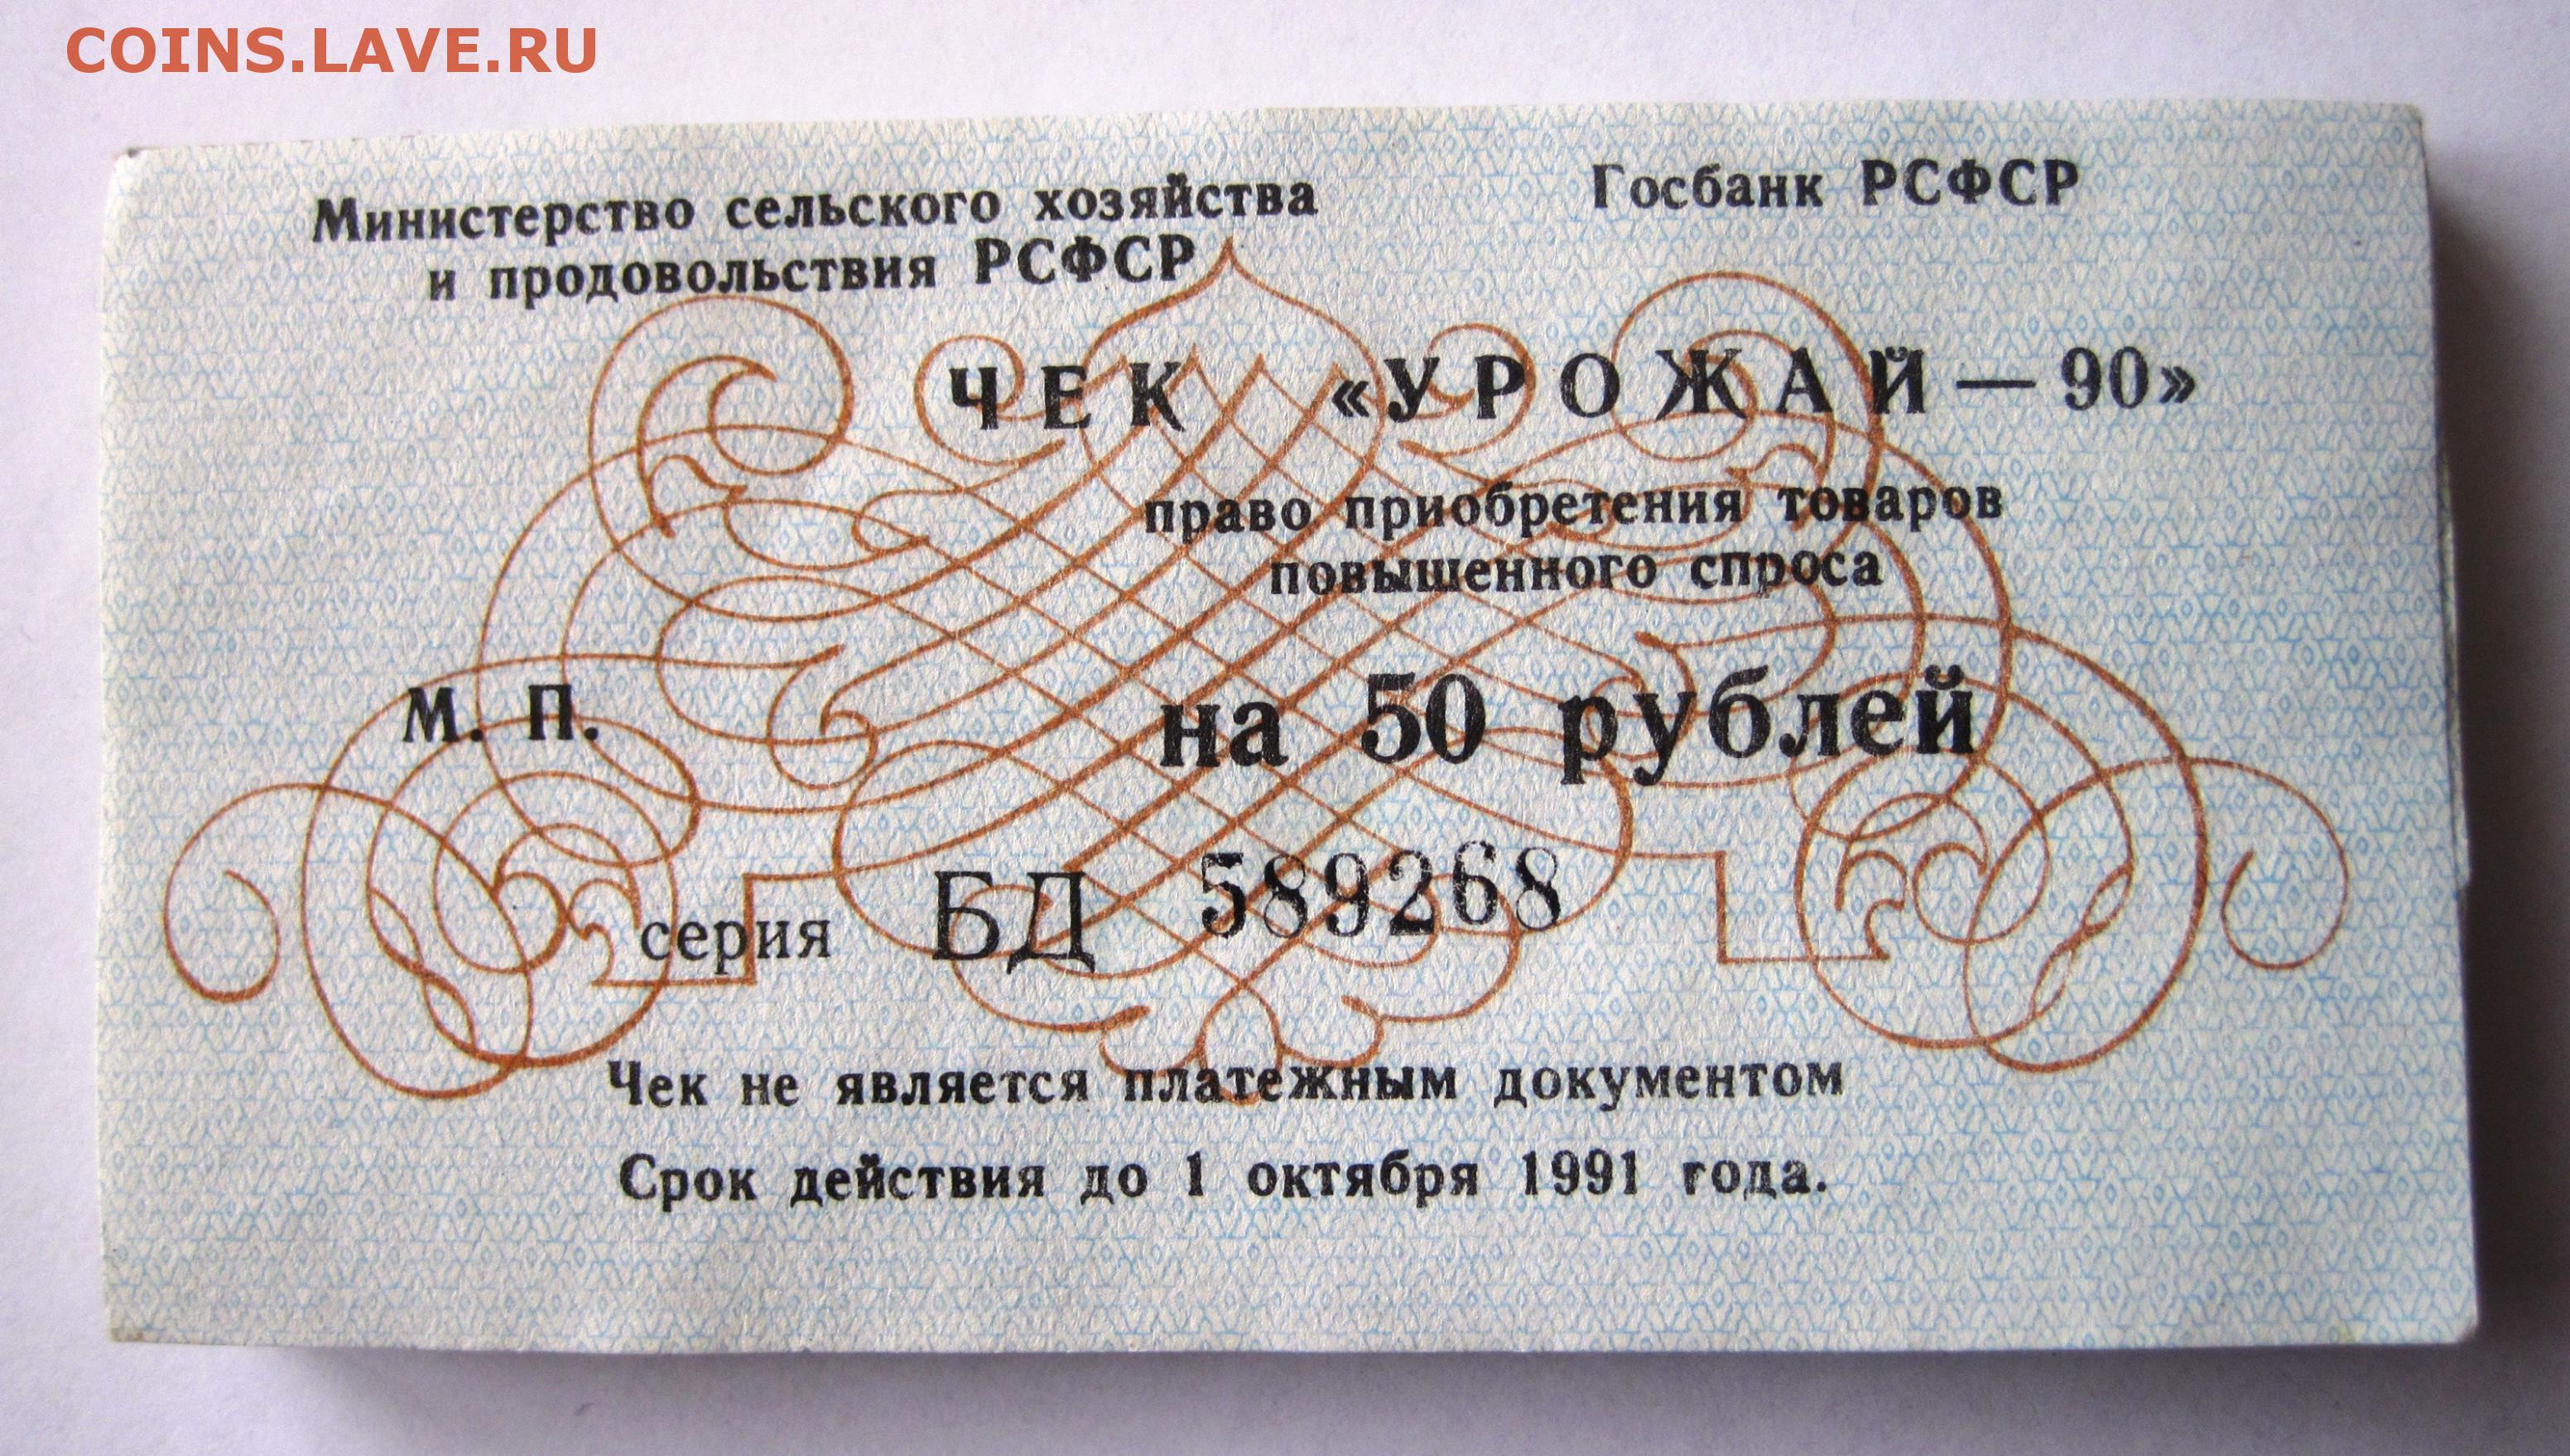 COINS.LAVE.RU
Министерство сельского хозяйства
и продовольствия РСФСР
Госбанк РСФСР
ЧЕК «УРОЖАЙ — 90»
право приобретения товаров
повышенного спроса
М. П.
на 50 рублей
серия БД 589268
Чек не является платежным документом
Срок действия до 1 октября 1991 года.